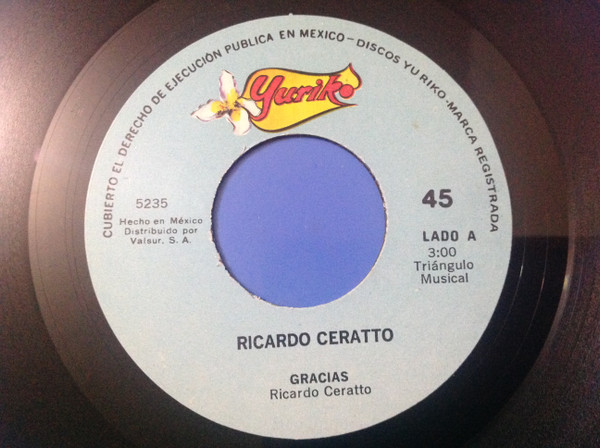 CUBIERTO EL DERECHO DE EJECUCIÓN PUBLICA EN MEXICO - DISCOS YURIKO - MARCA REGISTRADA
Yuriko
5235
Hecho en México
Distribuido por
Valsur, S. A.
45
LADO A
3:00
Triángulo
Musical
RICARDO CERATTO
GRACIAS
Ricardo Ceratto